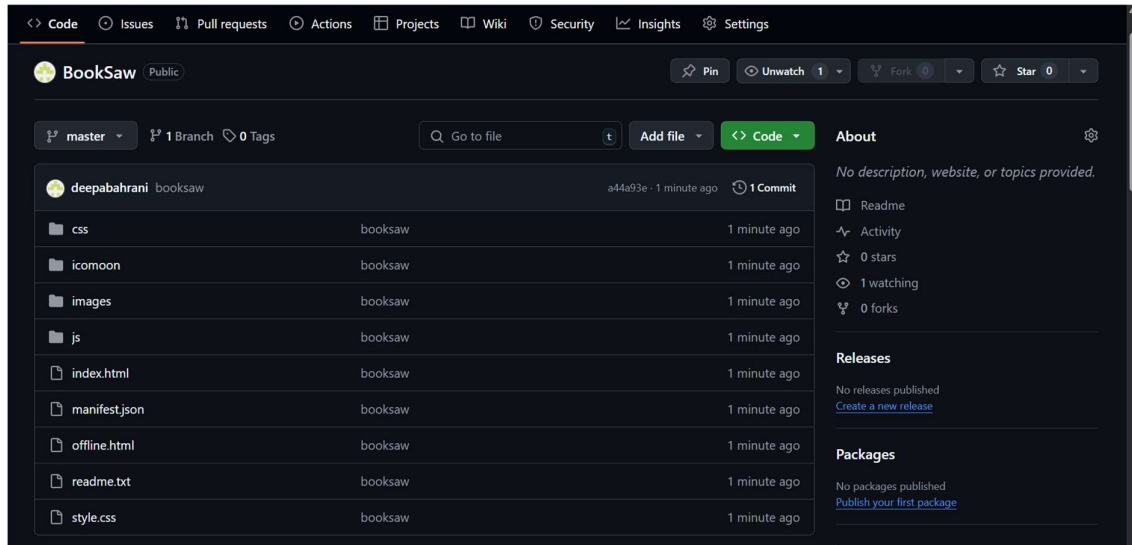 Code Issues Pull requests Actions Projects Wiki Security Insights Settings
BookSaw Public Pin Unwatch 1 Fork 0 Star 0
master 1 Branch 0 Tags Go to file t Add file Code
deepabahrani booksaw a44a93e · 1 minute ago 1 Commit
css booksaw 1 minute ago
icomoon booksaw 1 minute ago
images booksaw 1 minute ago
js booksaw 1 minute ago
index.html booksaw 1 minute ago
manifest.json booksaw 1 minute ago
offline.html booksaw 1 minute ago
readme.txt booksaw 1 minute ago
style.css booksaw 1 minute ago
About
No description, website, or topics provided.
Readme
Activity
0 stars
1 watching
0 forks
Releases
No releases published
Create a new release
Packages
No packages published
Publish your first package